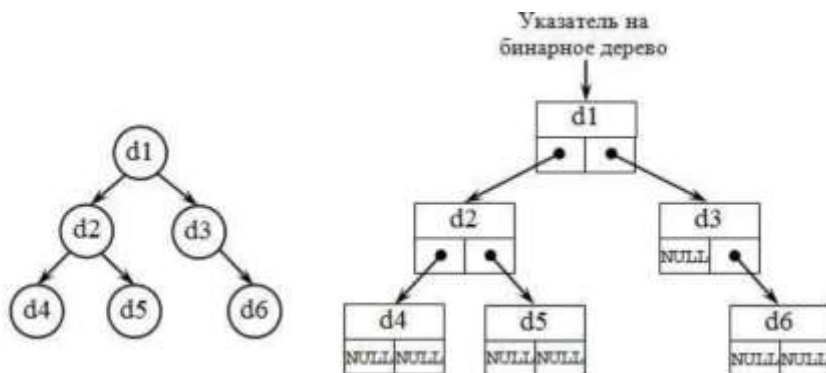 Указатель на
бинарное дерево
d1
d2 d3
d4 d5 d6
d1
d2 d3
NULL
d4 d5 d6
NULL NULL NULL NULL NULL NULL